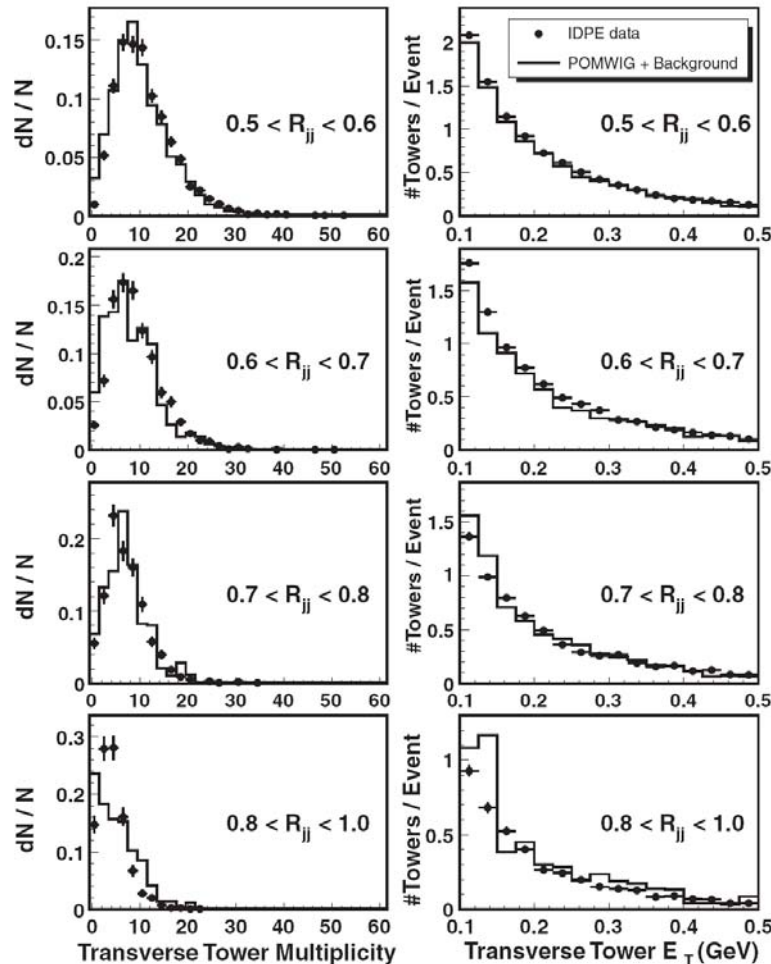 dN / N
0.15
0.1
0.05
0
0.5 < R_jj < 0.6
0 10 20 30 40 50 60
#Towers / Event
2
1
0
IDPE data
POMWIG + Background
0.5 < R_jj < 0.6
0.1 0.2 0.3 0.4 0.5
dN / N
0.2
0.15
0.1
0.05
0
0.6 < R_jj < 0.7
0 10 20 30 40 50 60
#Towers / Event
1.5
1
0.5
0
0.6 < R_jj < 0.7
0.1 0.2 0.3 0.4 0.5
dN / N
0.2
0.1
0
0.7 < R_jj < 0.8
0 10 20 30 40 50 60
#Towers / Event
1.5
1
0.5
0
0.7 < R_jj < 0.8
0.1 0.2 0.3 0.4 0.5
dN / N
0.3
0.2
0.1
0
0.8 < R_jj < 1.0
0 10 20 30 40 50 60
Transverse Tower Multiplicity
#Towers / Event
1
0.5
0
0.8 < R_jj < 1.0
0.1 0.2 0.3 0.4 0.5
Transverse Tower E_T (GeV)